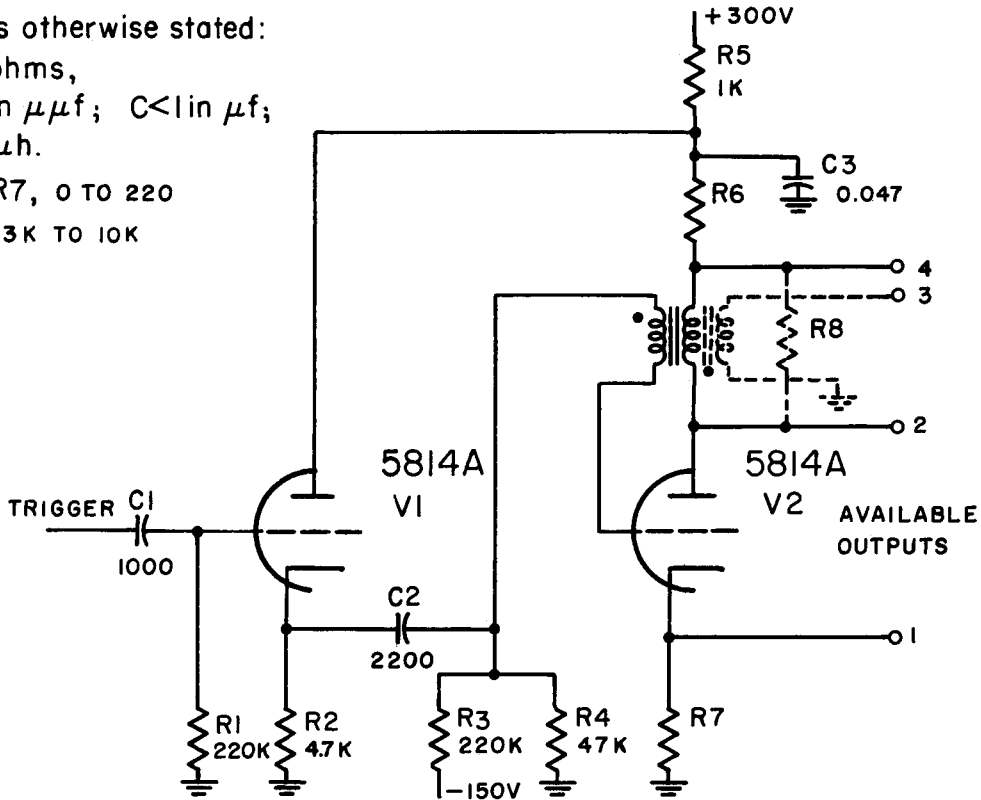 otherwise stated:
in μμf; C<1 in μf;
R7, 0 TO 220
3K TO 10K
+300V
R5
1K
C3
0.047
R6
4
3
R8
2
5814A
V1
5814A
V2
TRIGGER C1
1000
AVAILABLE
OUTPUTS
C2
2200
1
R1
220K
R2
4.7K
R3
220K
R4
47K
R7
-150V